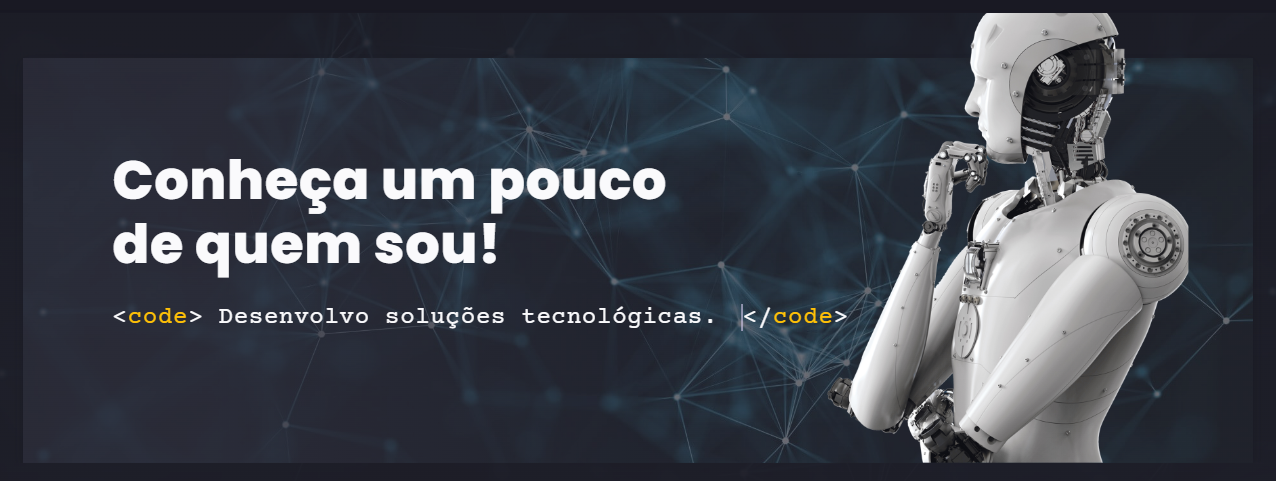 Conheça um pouco
de quem sou!
<code> Desenvolvo soluções tecnológicas. </code>